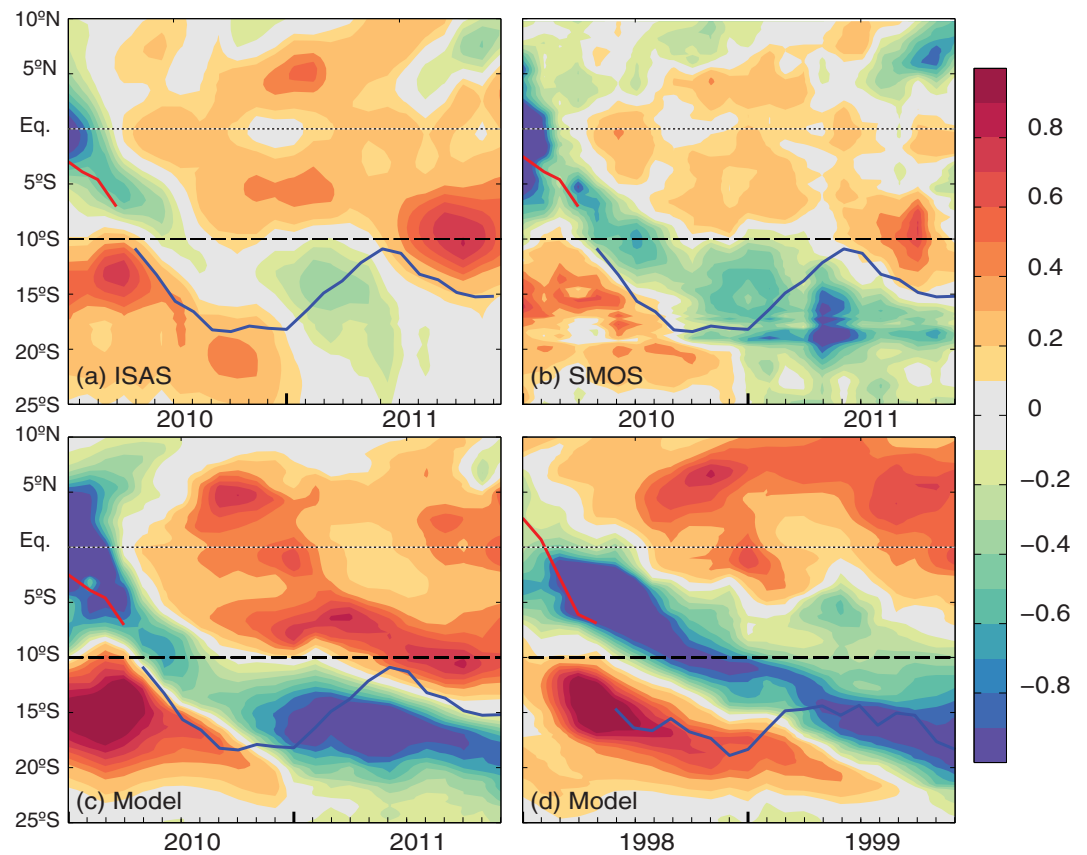 10ºN
5ºN
Eq.
5ºS
10ºS
15ºS
20ºS
25ºS
(a) ISAS
(b) SMOS
2010
2011
2010
2011
0.8
0.6
0.4
0.2
0
−0.2
−0.4
−0.6
−0.8
10ºN
5ºN
Eq.
5ºS
10ºS
15ºS
20ºS
25ºS
(c) Model
(d) Model
2010
2011
1998
1999